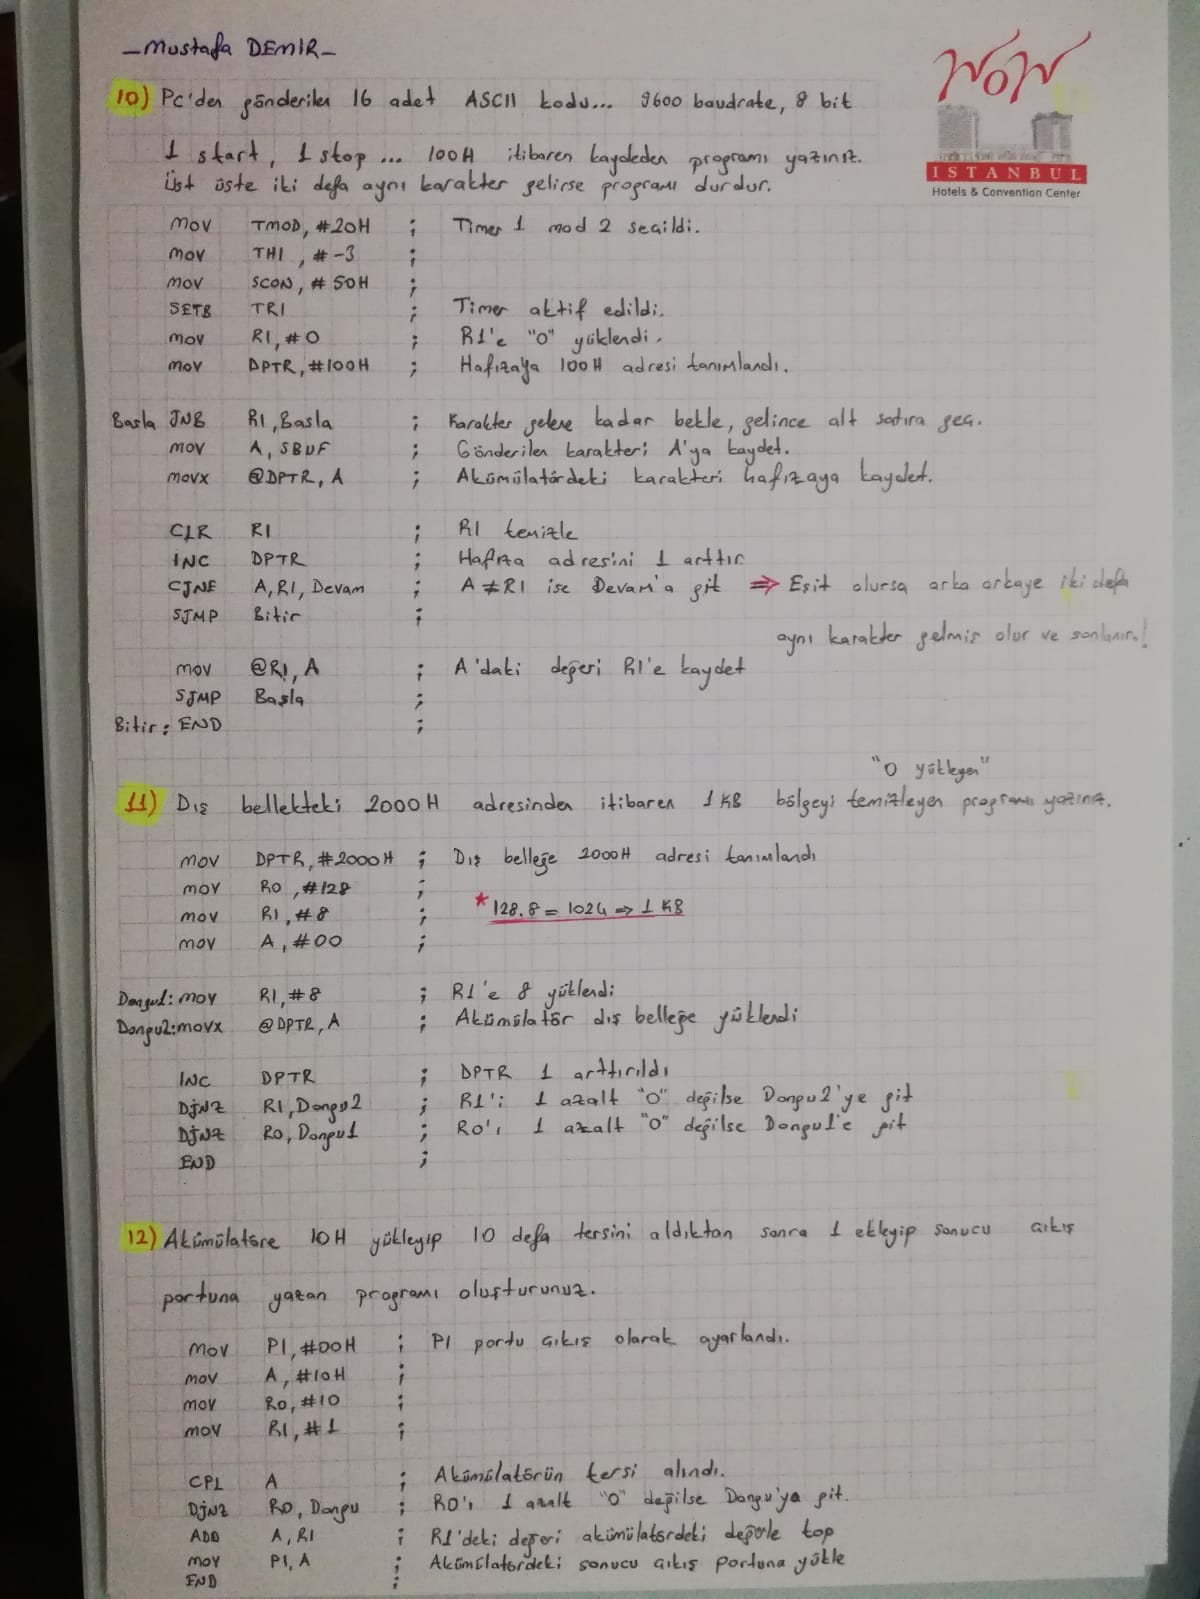 -Mustafa DEMİR-
WOW
İSTANBUL
Hotels & Convention Center
10) Pc'den gönderilen 16 adet ASCII kodu... 9600 baudrate, 8 bit
1 start, 1 stop ... 100H itibaren kaydeden programı yazınız.
Üst üste iki defa aynı karakter gelirse programı durdur.
MOV TMOD, #20H ; Timer 1 mod 2 seçildi.
MOV TH1, #-3 ;
MOV SCON, #50H ;
SETB TR1 ; Timer aktif edildi.
MOV R1, #0 ; R1'e "0" yüklendi.
MOV DPTR, #100H ; Hafızaya 100H adresi tanımlandı.
Basla JNB RI, Basla ; Karakter gelene kadar bekle, gelince alt satıra geç.
MOV A, SBUF ; Gönderilen karakteri A'ya kaydet.
MOVX @DPTR, A ; Akümülatördeki karakteri hafızaya kaydet.
CLR RI ; RI temizle
INC DPTR ; Hafıza adresini 1 arttır
CJNE A, R1, Devam ; A≠R1 ise Devam'a git ⇒ Eşit olursa arka arkaye iki defa
SJMP Bitir ;
aynı karakter gelmiş olur ve sonlanır!
MOV @R1, A ; A'daki değeri R1'e kaydet
SJMP Başla ;
Bitir: END ;
"0 yükleyen"
11) Dış bellekteki 2000H adresinden itibaren 1 KB bölgeyi temizleyen programı yazınız.
MOV DPTR, #2000H ; Dış belleğe 2000H adresi tanımlandı
MOV R0, #128 ;
MOV R1, #8 ; * 128.8 = 1024 ⇒ 1 KB
MOV A, #00 ;
Dongu1: MOV R1, #8 ; R1'e 8 yüklendi
Dongu2: MOVX @DPTR, A ; Akümülatör dış belleğe yüklendi
INC DPTR ; DPTR 1 arttırıldı
DJNZ R1, Dongu2 ; R1'i 1 azalt "0" değilse Dongu2'ye git
DJNZ R0, Dongu1 ; R0'ı 1 azalt "0" değilse Dongu1'e git
END ;
12) Akümülatöre 10H yükleyip 10 defa tersini aldıktan sonra 1 ekleyip sonucu çıkış
portuna yazan programı oluşturunuz.
MOV P1, #00H ; P1 portu çıkış olarak ayarlandı.
MOV A, #10H ;
MOV R0, #10 ;
MOV R1, #1 ;
CPL A ; Akümülatörün tersi alındı.
DJNZ R0, Dongu ; R0'ı 1 azalt "0" değilse Dongu'ya git.
ADD A, R1 ; R1'deki değeri akümülatördeki değerle top
MOV P1, A ; Akümülatördeki sonucu çıkış portuna yükle
END ;